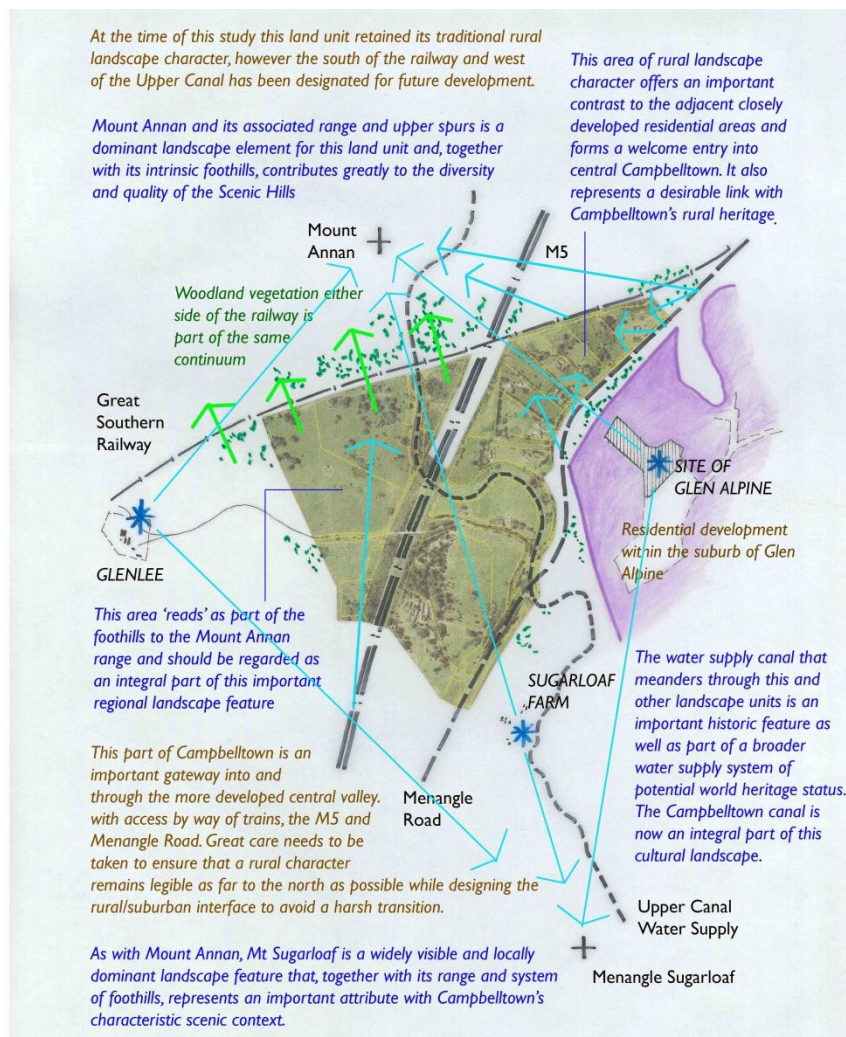 At the time of this study this land unit retained its traditional rural
landscape character, however the south of the railway and west
of the Upper Canal has been designated for future development.
This area of rural landscape
character offers an important
contrast to the adjacent closely
developed residential areas and
forms a welcome entry into
central Campbelltown. It also
represents a desirable link with
Campbelltown's rural heritage.
Mount Annan and its associated range and upper spurs is a
dominant landscape element for this land unit and, together
with its intrinsic foothills, contributes greatly to the diversity
and quality of the Scenic Hills
Mount
Annan
M5
Woodland vegetation either
side of the railway is
part of the same
continuum
Great
Southern
Railway
SITE OF
GLEN ALPINE
Residential development
within the suburb of Glen
Alpine
GLENLEE
This area 'reads' as part of the
foothills to the Mount Annan
range and should be regarded as
an integral part of this important
regional landscape feature
SUGARLOAF
FARM
The water supply canal that
meanders through this and
other landscape units is an
important historic feature as
well as part of a broader
water supply system of
potential world heritage status.
The Campbelltown canal is
now an integral part of this
cultural landscape.
This part of Campbelltown is an
important gateway into and
through the more developed central valley.
with access by way of trains, the M5 and
Menangle Road. Great care needs to be
taken to ensure that a rural character
remains legible as far to the north as possible while designing the
rural/suburban interface to avoid a harsh transition.
Menangle
Road
Upper Canal
Water Supply
Menangle Sugarloaf
As with Mount Annan, Mt Sugarloaf is a widely visible and locally
dominant landscape feature that, together with its range and system
of foothills, represents an important attribute with Campbelltown's
characteristic scenic context.